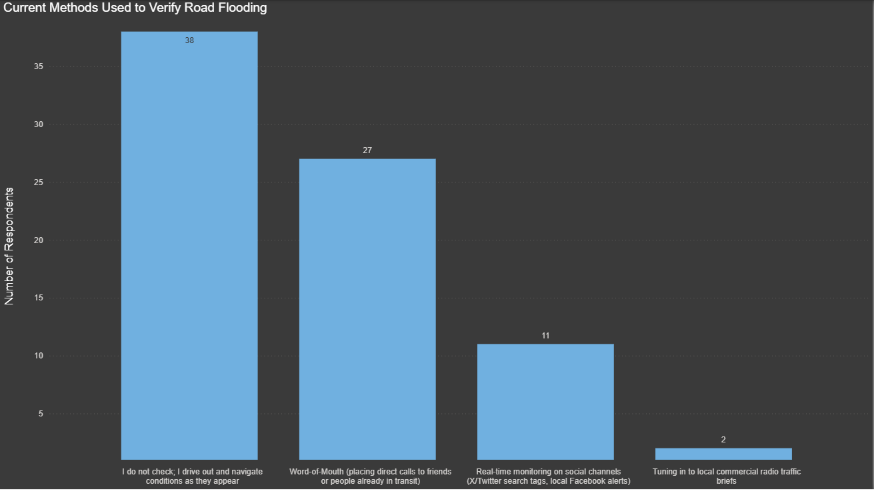 Current Methods Used to Verify Road Flooding
Number of Respondents
35
30
25
20
15
10
5
38
27
11
2
I do not check; I drive out and navigate
conditions as they appear
Word-of-Mouth (placing direct calls to friends
or people already in transit)
Real-time monitoring on social channels
(X/Twitter search tags, local Facebook alerts)
Tuning in to local commercial radio traffic
briefs